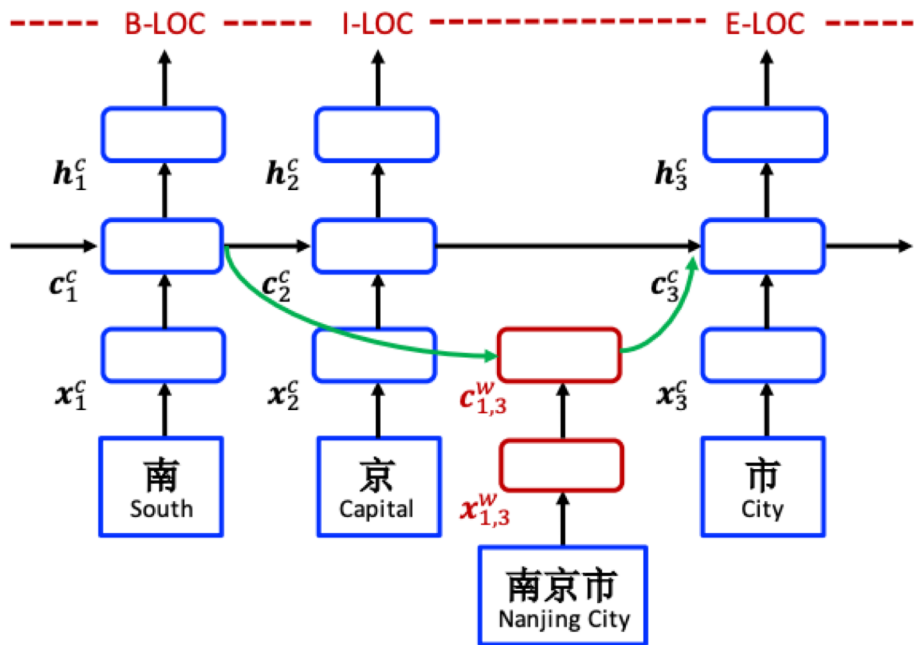 B-LOC I-LOC E-LOC
h_1^c h_2^c h_3^c
c_1^c c_2^c c_3^c
x_1^c x_2^c c_{1,3}^w x_3^c
南 京 市
South Capital City
x_{1,3}^w
南京市
Nanjing City